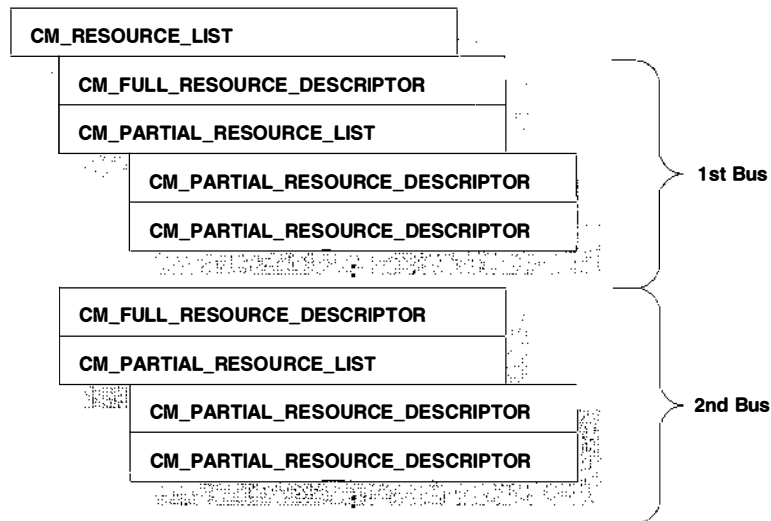 CM_RESOURCE_LIST
CM_FULL_RESOURCE_DESCRIPTOR
CM_PARTIAL_RESOURCE_LIST
CM_PARTIAL_RESOURCE_DESCRIPTOR
1st Bus
CM_PARTIAL_RESOURCE_DESCRIPTOR
CM_FULL_RESOURCE_DESCRIPTOR
CM_PARTIAL_RESOURCE_LIST
CM_PARTIAL_RESOURCE_DESCRIPTOR
2nd Bus
CM_PARTIAL_RESOURCE_DESCRIPTOR